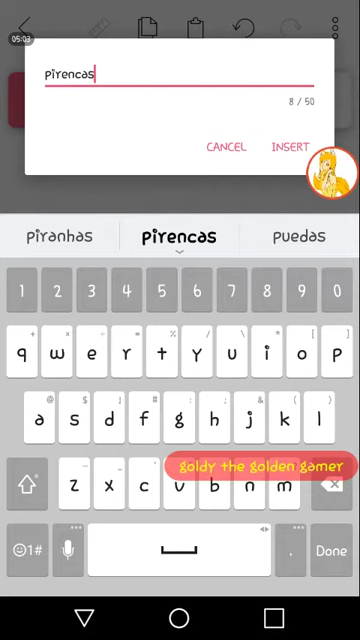 05:03
pirencas
8 / 50
CANCEL INSERT
piranhas pirencas puedas
1 2 3 4 5 6 7 8 9 0
+ × ÷ = % / \ * [ ]
q w e r t y u i o p
@ $ ! # : ; & ( )
a s d f g h j k l
goldy the golden gamer
z x c v b n m
☺1# . Done